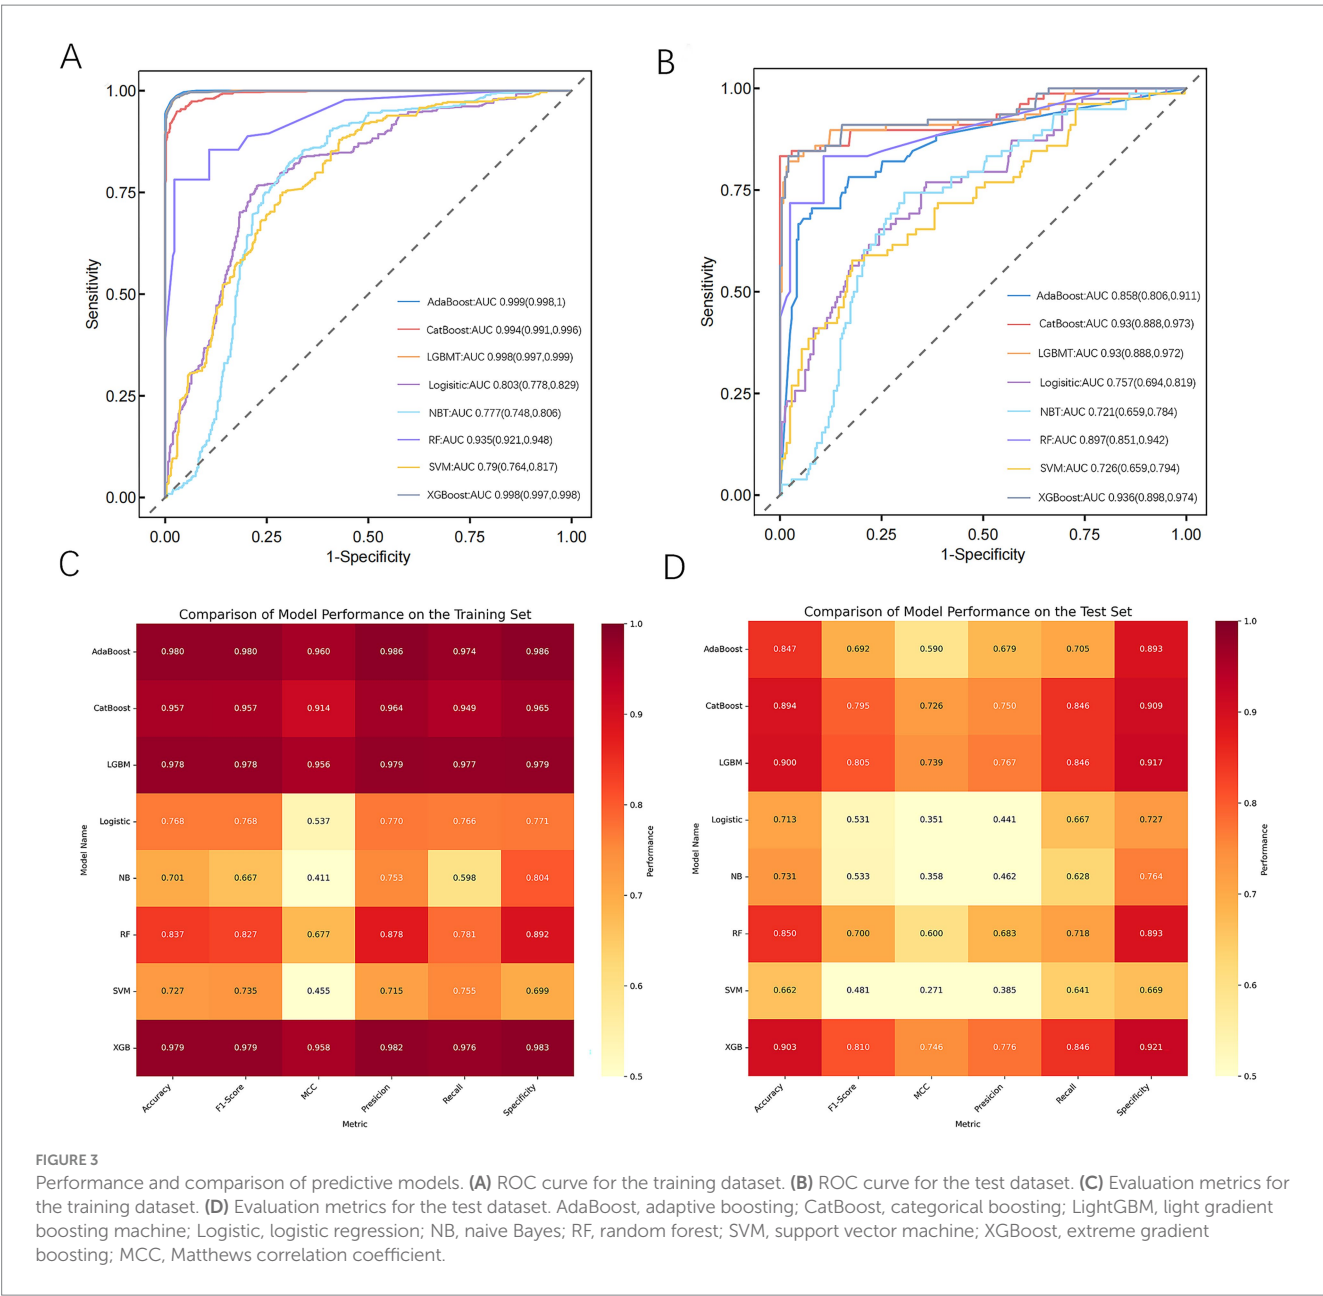 A
1.00
0.75
0.50
0.25
0.00
Sensitivity
0.00 0.25 0.50 0.75 1.00
1-Specificity
AdaBoost:AUC 0.999(0.998,1)
CatBoost:AUC 0.994(0.991,0.996)
LGBMT:AUC 0.998(0.997,0.999)
Logisitic:AUC 0.803(0.778,0.829)
NBT:AUC 0.777(0.748,0.806)
RF:AUC 0.935(0.921,0.948)
SVM:AUC 0.79(0.764,0.817)
XGBoost:AUC 0.998(0.997,0.998)
B
1.00
0.75
0.50
0.25
0.00
Sensitivity
0.00 0.25 0.50 0.75 1.00
1-Specificity
AdaBoost:AUC 0.858(0.806,0.911)
CatBoost:AUC 0.93(0.888,0.973)
LGBMT:AUC 0.93(0.888,0.972)
Logisitic:AUC 0.757(0.694,0.819)
NBT:AUC 0.721(0.659,0.784)
RF:AUC 0.897(0.851,0.942)
SVM:AUC 0.726(0.659,0.794)
XGBoost:AUC 0.936(0.898,0.974)
C
Comparison of Model Performance on the Training Set
AdaBoost 0.980 0.980 0.960 0.986 0.974 0.986
CatBoost 0.957 0.957 0.914 0.964 0.949 0.965
LGBM 0.978 0.978 0.956 0.979 0.977 0.979
Logistic 0.768 0.768 0.537 0.770 0.766 0.771
NB 0.701 0.667 0.411 0.753 0.598 0.804
RF 0.837 0.827 0.677 0.878 0.781 0.892
SVM 0.727 0.735 0.455 0.715 0.755 0.699
XGB 0.979 0.979 0.958 0.982 0.976 0.983
Model Name
Accuracy F1-Score MCC Presicion Recall Specificity
Metric
1.0
0.9
0.8
0.7
0.6
0.5
Performance
D
Comparison of Model Performance on the Test Set
AdaBoost 0.847 0.692 0.590 0.679 0.705 0.893
CatBoost 0.894 0.795 0.726 0.750 0.846 0.909
LGBM 0.900 0.805 0.739 0.767 0.846 0.917
Logistic 0.713 0.531 0.351 0.441 0.667 0.727
NB 0.731 0.533 0.358 0.462 0.628 0.764
RF 0.850 0.700 0.600 0.683 0.718 0.893
SVM 0.662 0.481 0.271 0.385 0.641 0.669
XGB 0.903 0.810 0.746 0.776 0.846 0.921
Model Name
Accuracy F1-Score MCC Presicion Recall Specificity
Metric
1.0
0.9
0.8
0.7
0.6
0.5
Performance
FIGURE 3
Performance and comparison of predictive models. (A) ROC curve for the training dataset. (B) ROC curve for the test dataset. (C) Evaluation metrics for
the training dataset. (D) Evaluation metrics for the test dataset. AdaBoost, adaptive boosting; CatBoost, categorical boosting; LightGBM, light gradient
boosting machine; Logistic, logistic regression; NB, naive Bayes; RF, random forest; SVM, support vector machine; XGBoost, extreme gradient
boosting; MCC, Matthews correlation coefficient.